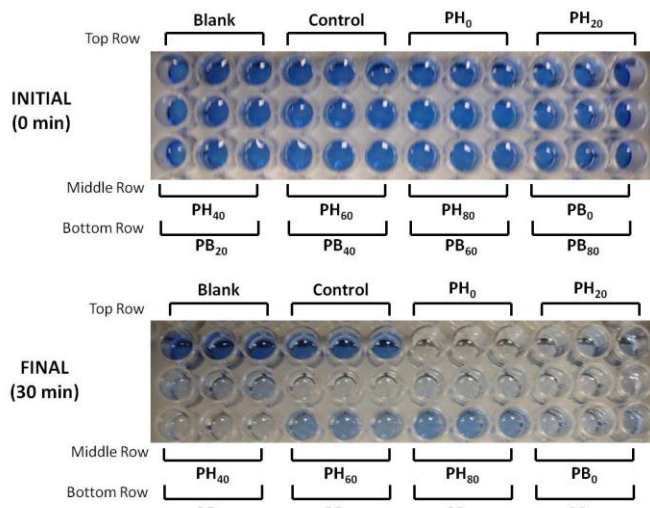 Blank Control PH₀ PH₂₀
Top Row
INITIAL
(0 min)
Middle Row
PH₄₀ PH₆₀ PH₈₀ PB₀
Bottom Row
PB₂₀ PB₄₀ PB₆₀ PB₈₀
Blank Control PH₀ PH₂₀
Top Row
FINAL
(30 min)
Middle Row
PH₄₀ PH₆₀ PH₈₀ PB₀
Bottom Row